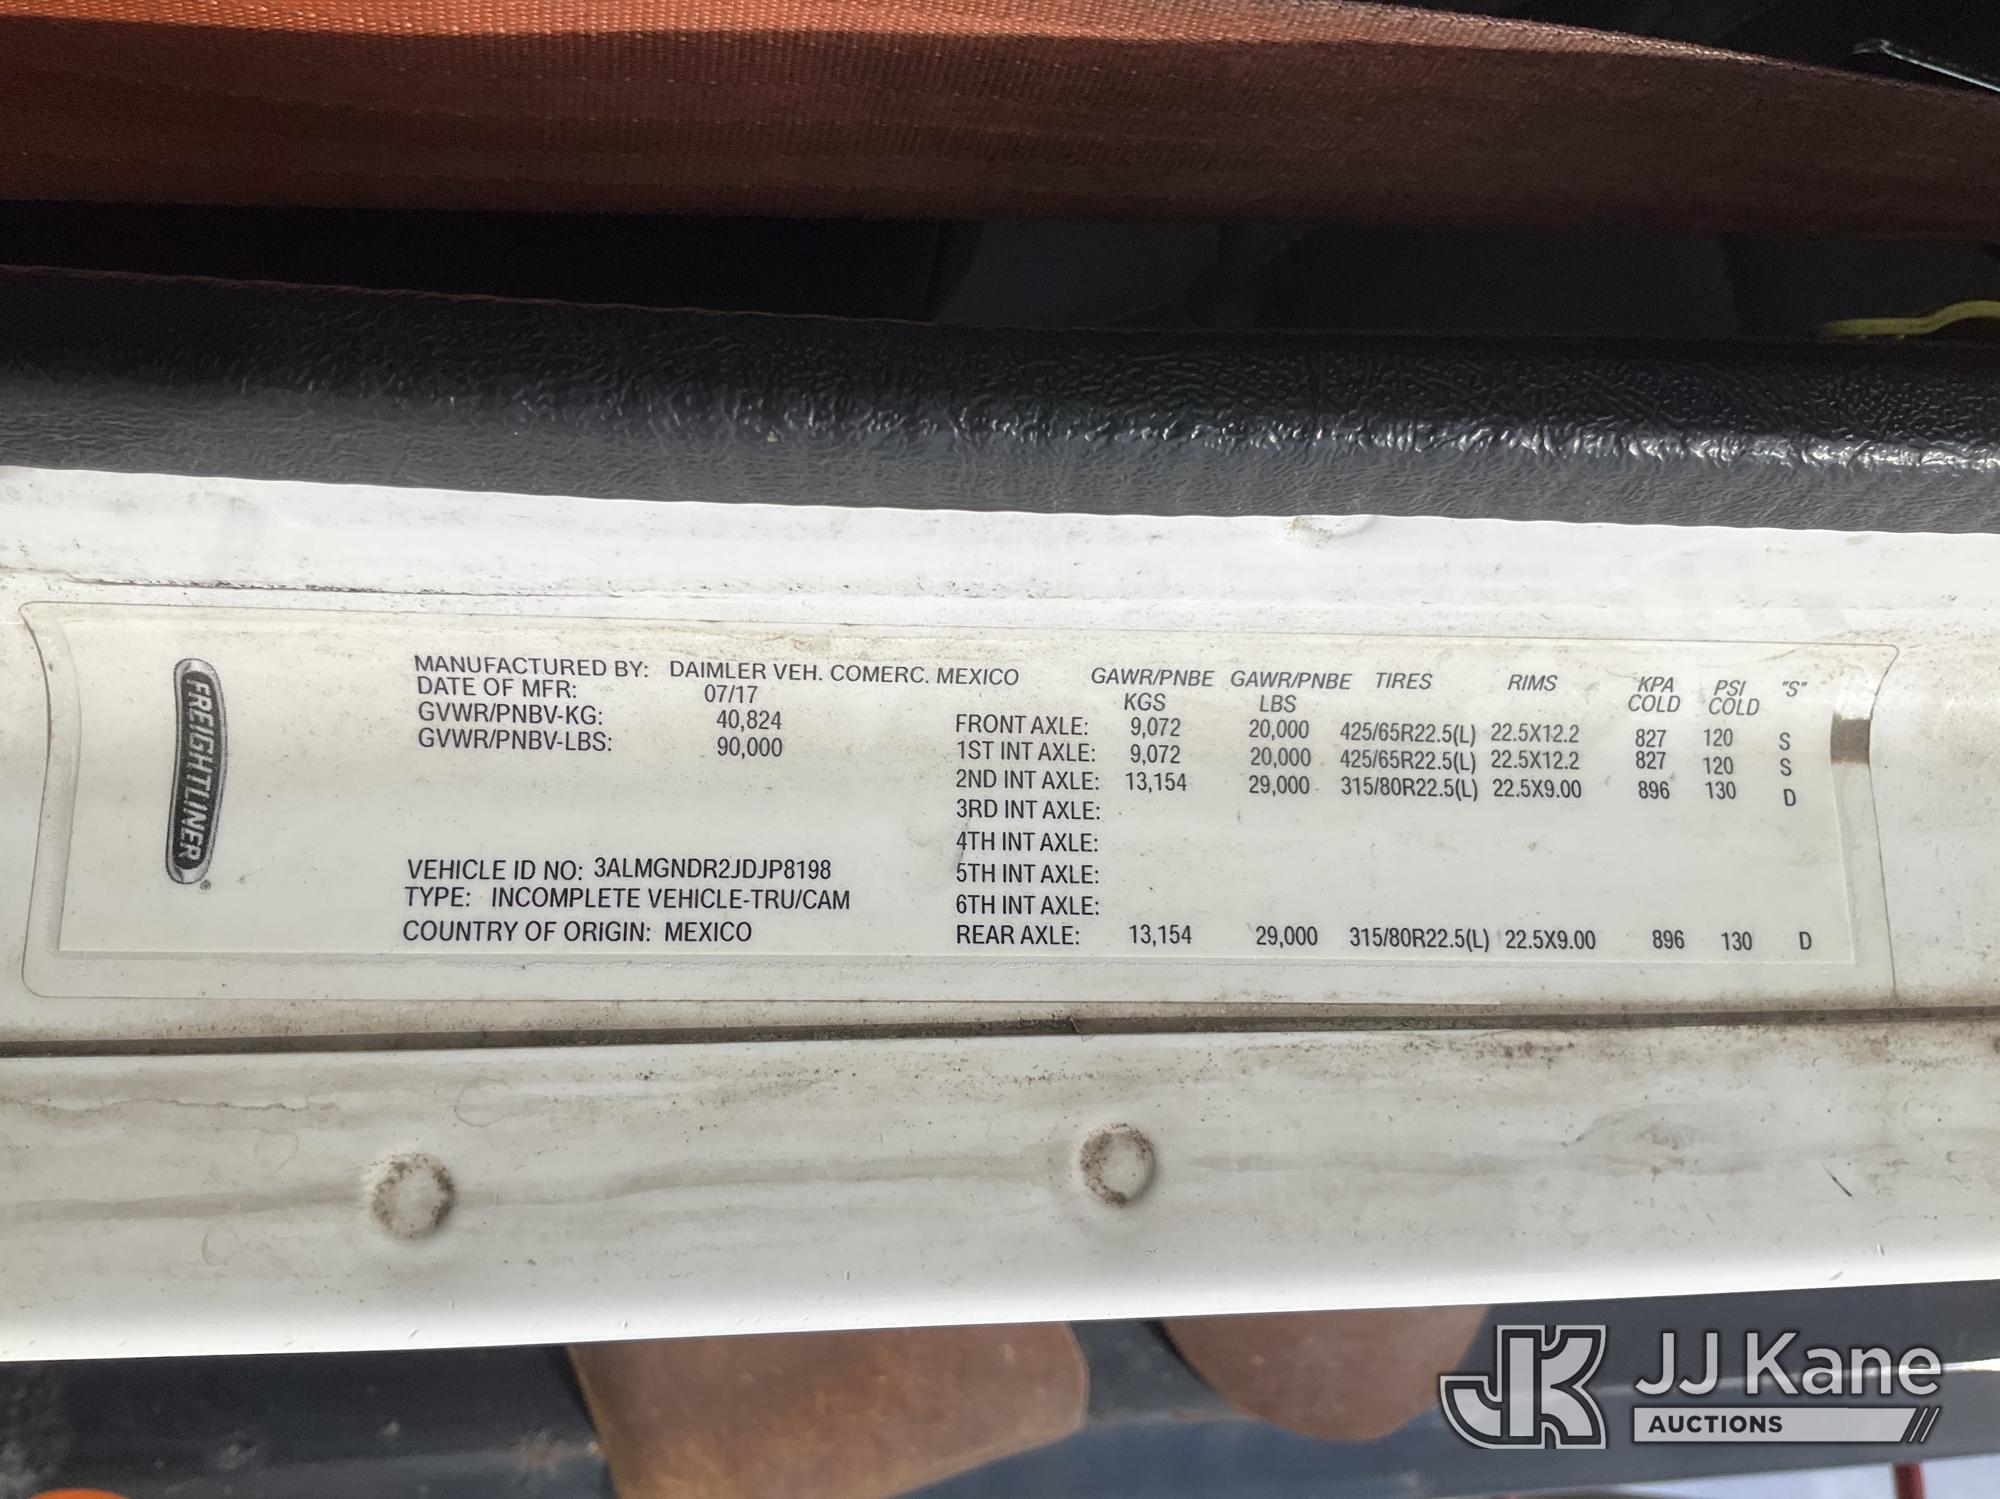 FREIGHTLINER
MANUFACTURED BY: DAIMLER VEH. COMERC. MEXICO
DATE OF MFR: 07/17
GVWR/PNBV-KG: 40,824
GVWR/PNBV-LBS: 90,000
VEHICLE ID NO: 3ALMGNDR2JDJP8198
TYPE: INCOMPLETE VEHICLE-TRU/CAM
COUNTRY OF ORIGIN: MEXICO
GAWR/PNBE KGS GAWR/PNBE LBS TIRES RIMS KPA COLD PSI COLD "S"
FRONT AXLE: 9,072 20,000 425/65R22.5(L) 22.5X12.2 827 120 S
1ST INT AXLE: 9,072 20,000 425/65R22.5(L) 22.5X12.2 827 120 S
2ND INT AXLE: 13,154 29,000 315/80R22.5(L) 22.5X9.00 896 130 D
3RD INT AXLE:
4TH INT AXLE:
5TH INT AXLE:
6TH INT AXLE:
REAR AXLE: 13,154 29,000 315/80R22.5(L) 22.5X9.00 896 130 D
JK JJ Kane
AUCTIONS